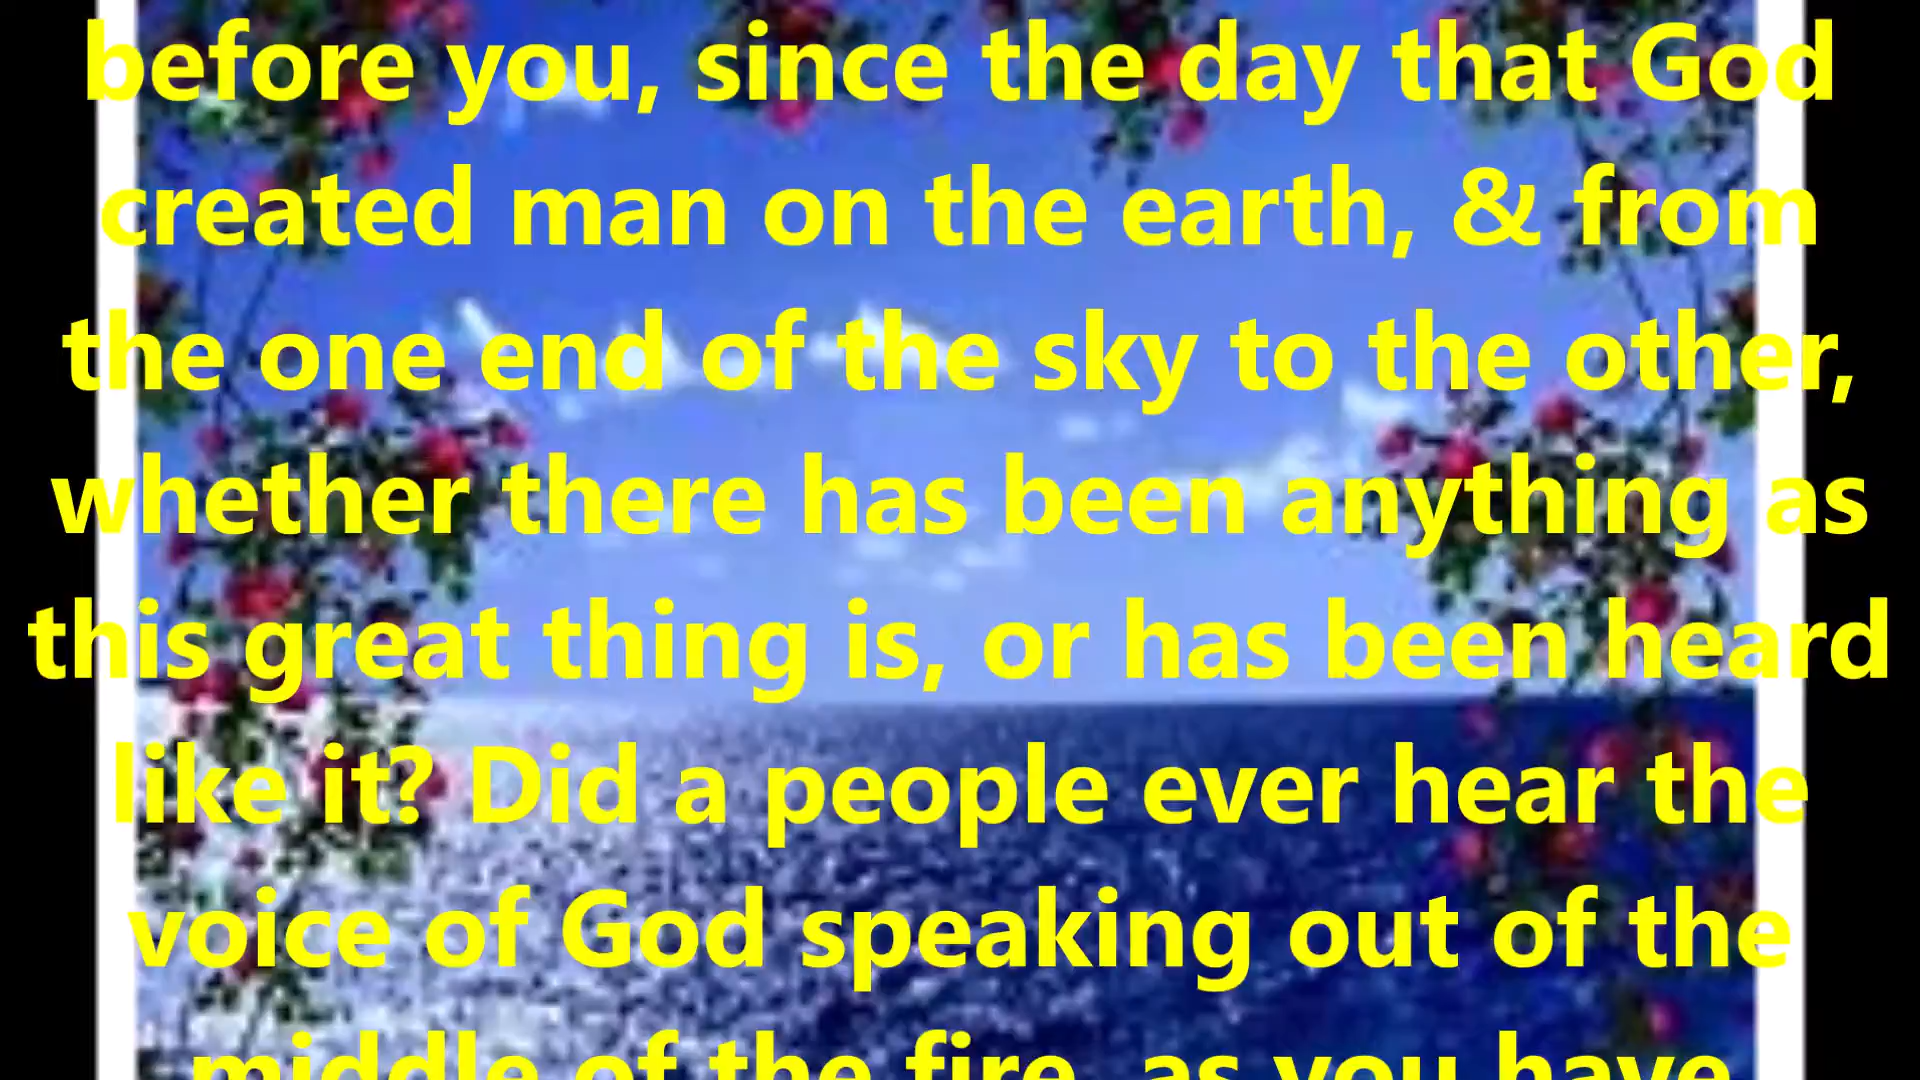 before you, since the day that God
created man on the earth, & from
the one end of the sky to the other,
whether there has been anything as
this great thing is, or has been heard
like it? Did a people ever hear the
voice of God speaking out of the
middle of the fire, as you have